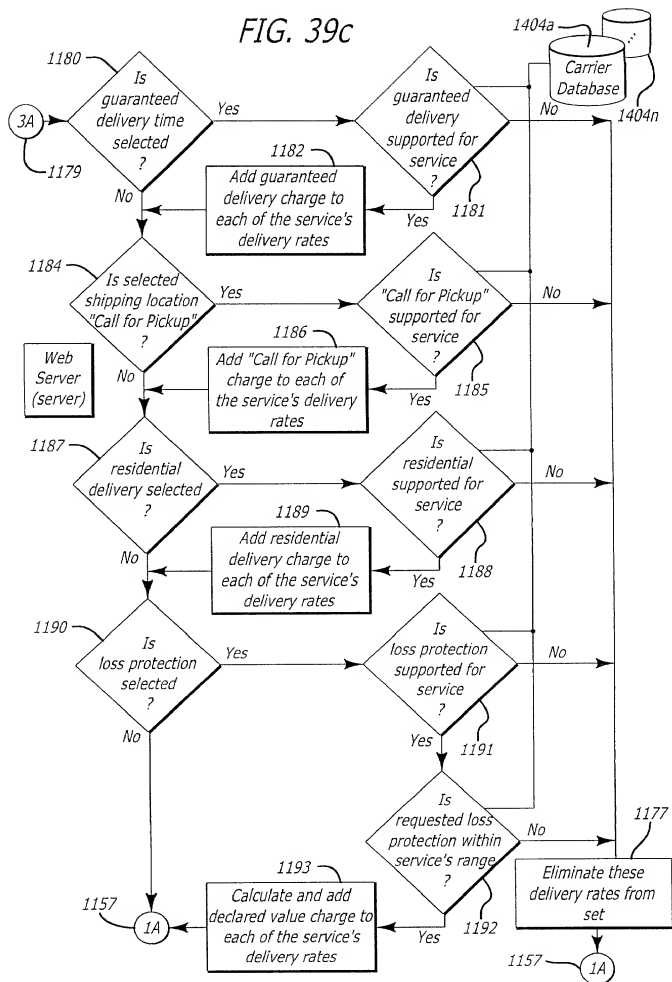 FIG. 39c
1404a
...
Carrier
Database
1404n
1180
Is
guaranteed
delivery time
selected
?
3A
1179
Yes
No
Is
guaranteed
delivery
supported for
service
?
No
1181
Yes
1182
Add guaranteed
delivery charge to
each of the service's
delivery rates
1184
Is selected
shipping location
"Call for Pickup"
?
Yes
No
Is
"Call for Pickup"
supported for
service
?
No
1185
Yes
1186
Add "Call for Pickup"
charge to each of
the service's delivery
rates
Web
Server
(server)
1187
Is
residential
delivery selected
?
Yes
No
Is
residential
supported for
service
?
No
1188
Yes
1189
Add residential
delivery charge to
each of the service's
delivery rates
1190
Is
loss protection
selected
?
Yes
No
Is
loss protection
supported for
service
?
No
1191
Yes
Is
requested loss
protection within
service's range
?
No
1192
Yes
1193
Calculate and add
declared value charge to
each of the service's
delivery rates
1157
1A
1177
Eliminate these
delivery rates from
set
1157
1A